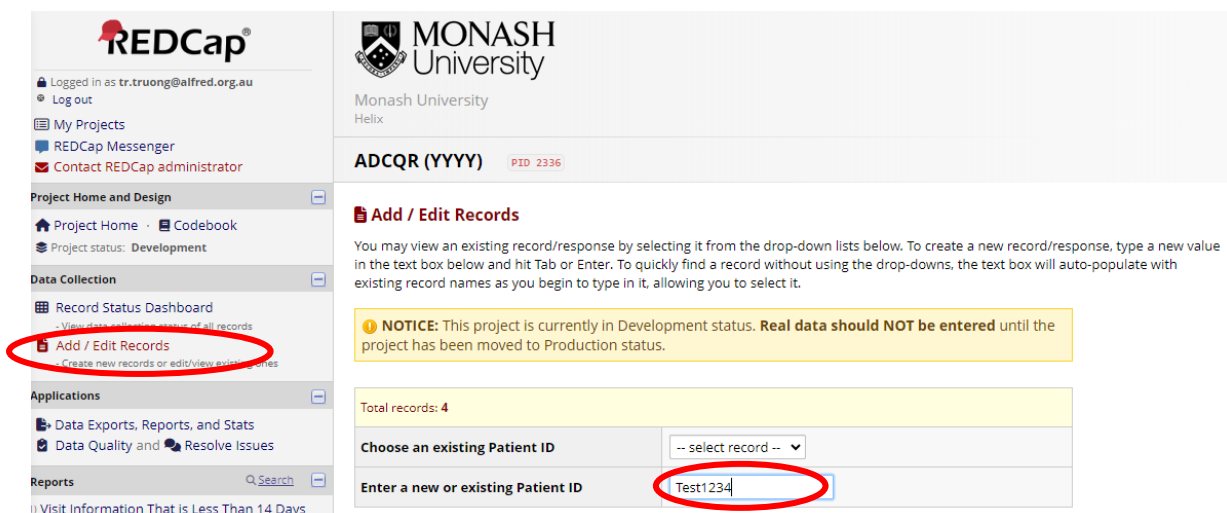 REDCap®
Logged in as tr.truong@alfred.org.au
Log out
My Projects
REDCap Messenger
Contact REDCap administrator
Project Home and Design
Project Home · Codebook
Project status: Development
Data Collection
Record Status Dashboard
- View data collection status of all records
Add / Edit Records
- Create new records or edit/view existing ones
Applications
Data Exports, Reports, and Stats
Data Quality and Resolve Issues
Reports
Search
) Visit Information That is Less Than 14 Days
MONASH
University
Monash University
Helix
ADCQR (YYYY) PID 2336
Add / Edit Records
You may view an existing record/response by selecting it from the drop-down lists below. To create a new record/response, type a new value
in the text box below and hit Tab or Enter. To quickly find a record without using the drop-downs, the text box will auto-populate with
existing record names as you begin to type in it, allowing you to select it.
NOTICE: This project is currently in Development status. Real data should NOT be entered until the
project has been moved to Production status.
Total records: 4
Choose an existing Patient ID
-- select record --
Enter a new or existing Patient ID
Test1234